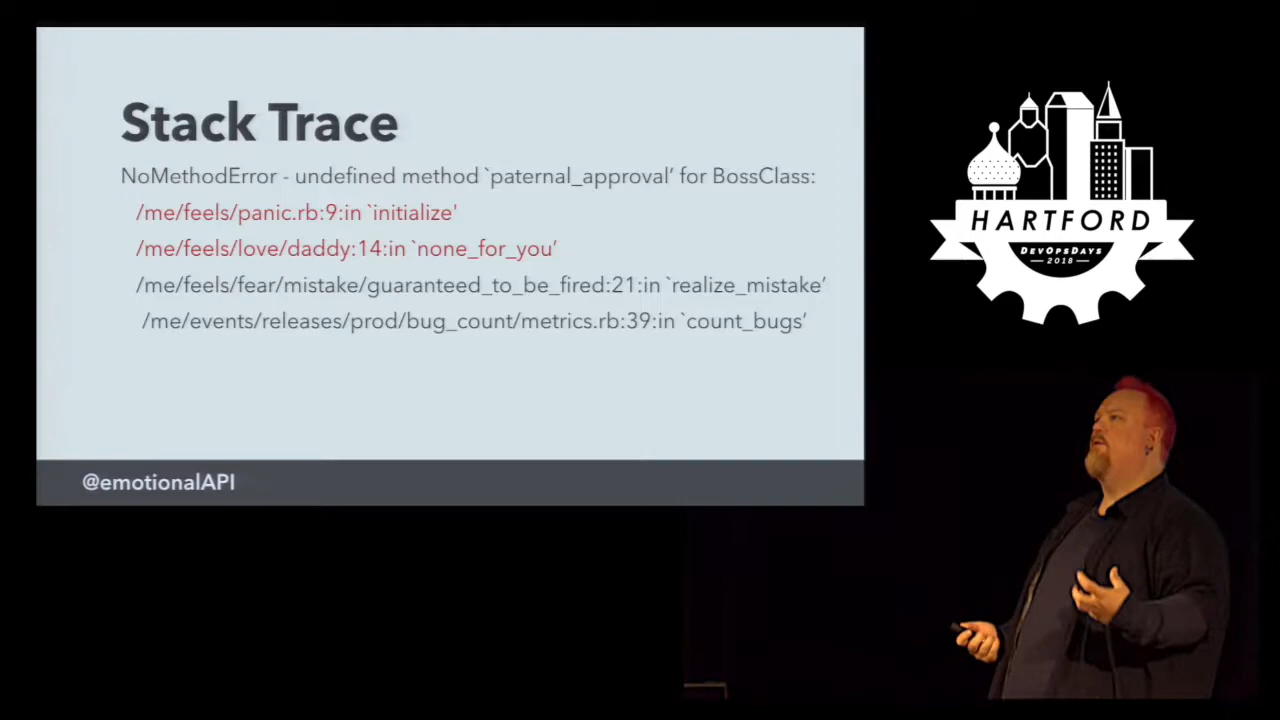 Stack Trace
NoMethodError - undefined method `paternal_approval’ for BossClass:
/me/feels/panic.rb:9:in `initialize'
/me/feels/love/daddy:14:in `none_for_you’
/me/feels/fear/mistake/guaranteed_to_be_fired:21:in `realize_mistake’
/me/events/releases/prod/bug_count/metrics.rb:39:in `count_bugs’
@emotionalAPI
HARTFORD
DEVOPSDAYS
2018